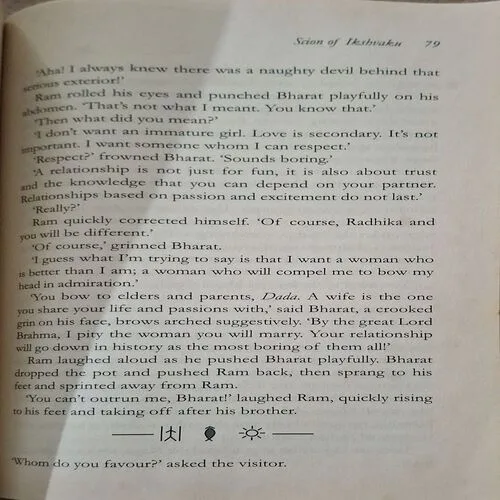 Scion of Ikshvaku 79
'Aha! I always knew there was a naughty devil behind that
serious exterior!'
Ram rolled his eyes and punched Bharat playfully on his
abdomen. 'That's not what I meant. You know that.'
'Then what did you mean?'
'I don't want an immature girl. Love is secondary. It's not
important. I want someone whom I can respect.'
'Respect?' frowned Bharat. 'Sounds boring.'
'A relationship is not just for fun, it is also about trust
and the knowledge that you can depend on your partner.
Relationships based on passion and excitement do not last.'
'Really?'
Ram quickly corrected himself. 'Of course, Radhika and
you will be different.'
'Of course,' grinned Bharat.
'I guess what I'm trying to say is that I want a woman who
is better than I am; a woman who will compel me to bow my
head in admiration.'
'You bow to elders and parents, Dada. A wife is the one
you share your life and passions with,' said Bharat, a crooked
grin on his face, brows arched suggestively. 'By the great Lord
Brahma, I pity the woman you will marry. Your relationship
will go down in history as the most boring of them all!'
Ram laughed aloud as he pushed Bharat playfully. Bharat
dropped the pot and pushed Ram back, then sprang to his
feet and sprinted away from Ram.
'You can't outrun me, Bharat!' laughed Ram, quickly rising
to his feet and taking off after his brother.
'Whom do you favour?' asked the visitor.